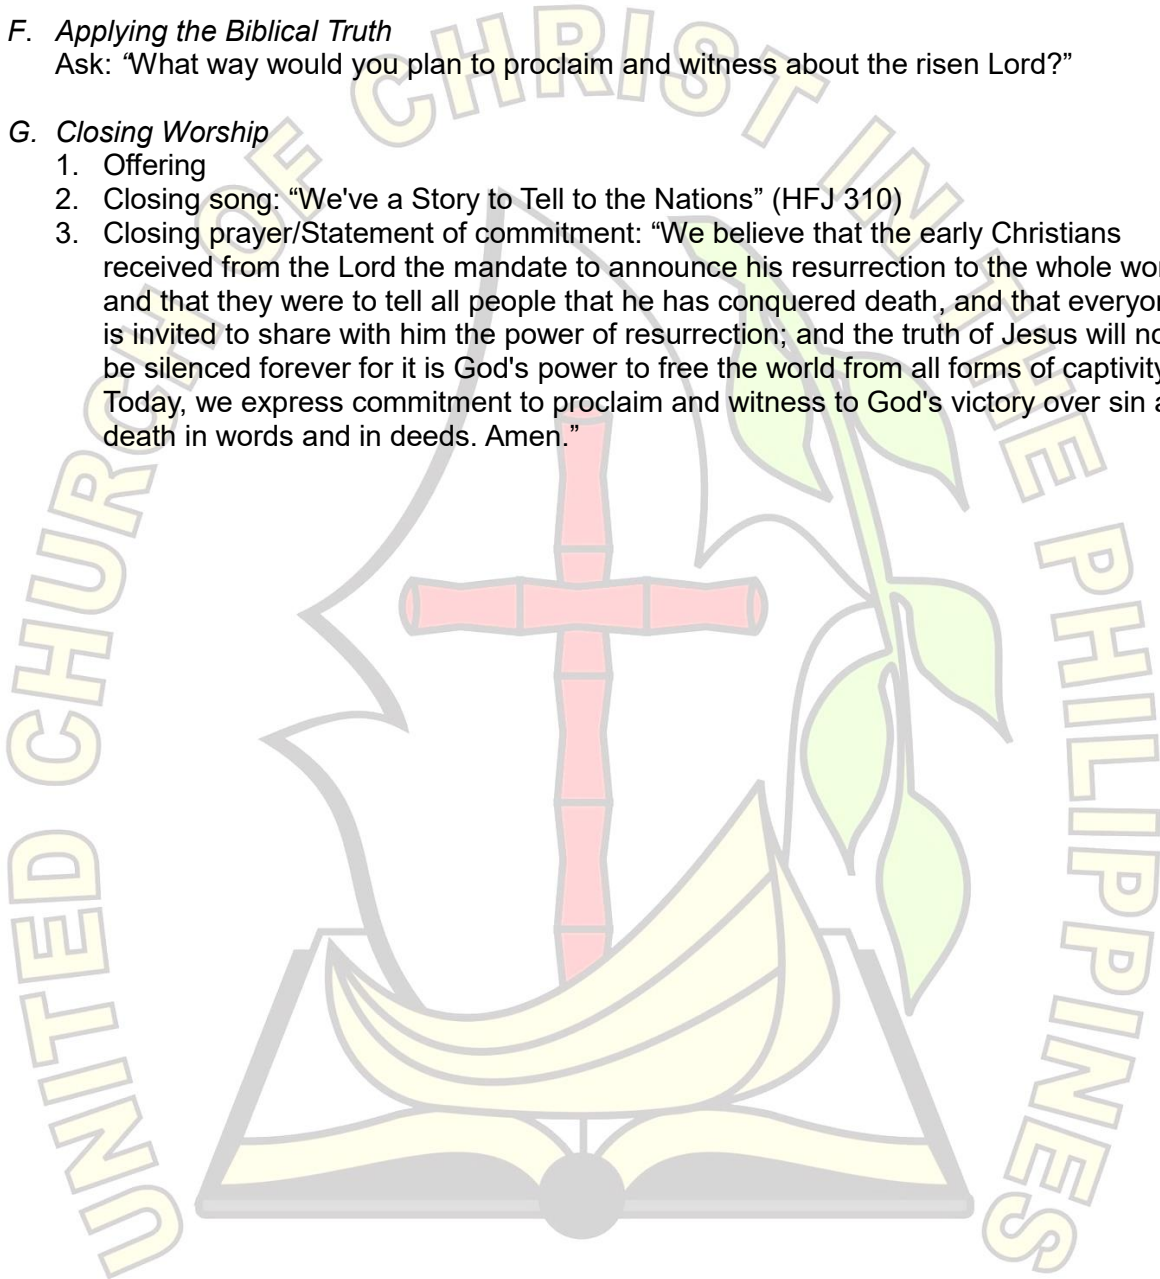 F. Applying the Biblical Truth
Ask: “What way would you plan to proclaim and witness about the risen Lord?”
G. Closing Worship
1. Offering
2. Closing song: “We've a Story to Tell to the Nations” (HFJ 310)
3. Closing prayer/Statement of commitment: “We believe that the early Christians
received from the Lord the mandate to announce his resurrection to the whole
and that they were to tell all people that he has conquered death, and that
is invited to share with him the power of resurrection; and the truth of Jesus will
be silenced forever for it is God's power to free the world from all forms of captivity
Today, we express commitment to proclaim and witness to God's victory over sin
death in words and in deeds. Amen.”
UNITED CHURCH OF CHRIST IN THE PHILIPPINES